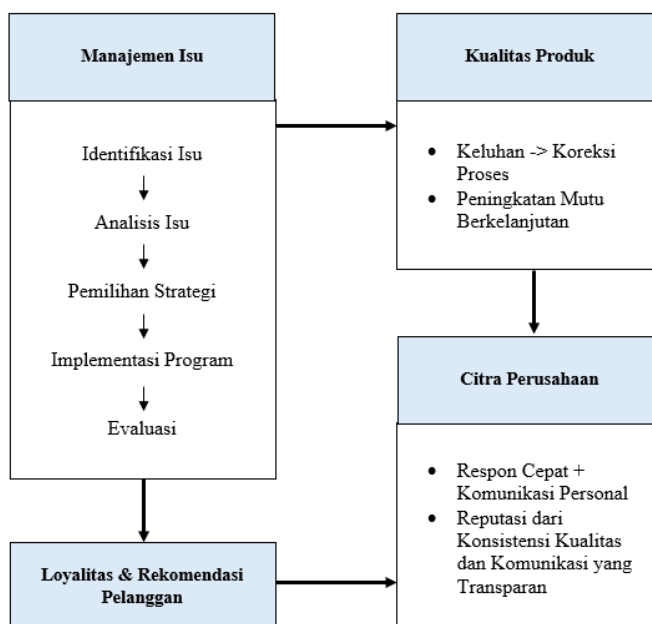 Manajemen Isu
Identifikasi Isu
Analisis Isu
Pemilihan Strategi
Implementasi Program
Evaluasi
Kualitas Produk
• Keluhan -> Koreksi
Proses
• Peningkatan Mutu
Berkelanjutan
Citra Perusahaan
• Respon Cepat +
Komunikasi Personal
• Reputasi dari
Konsistensi Kualitas
dan Komunikasi yang
Transparan
Loyalitas & Rekomendasi
Pelanggan